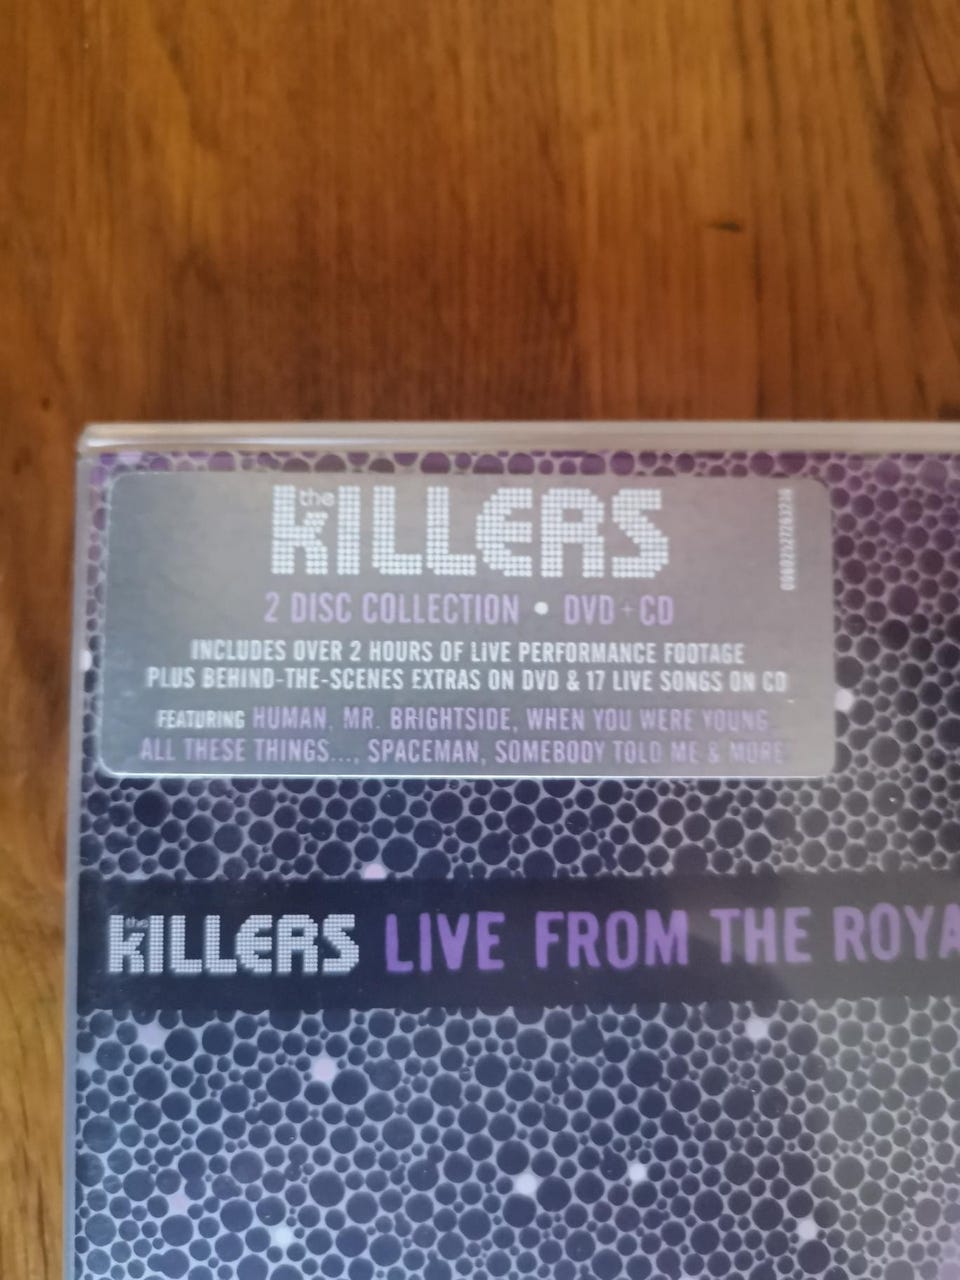 the KILLERS
2 DISC COLLECTION • DVD + CD
INCLUDES OVER 2 HOURS OF LIVE PERFORMANCE FOOTAGE
PLUS BEHIND-THE-SCENES EXTRAS ON DVD & 17 LIVE SONGS ON CD
FEATURING HUMAN, MR. BRIGHTSIDE, WHEN YOU WERE YOUNG,
ALL THESE THINGS..., SPACEMAN, SOMEBODY TOLD ME & MORE
the KILLERS LIVE FROM THE ROYA